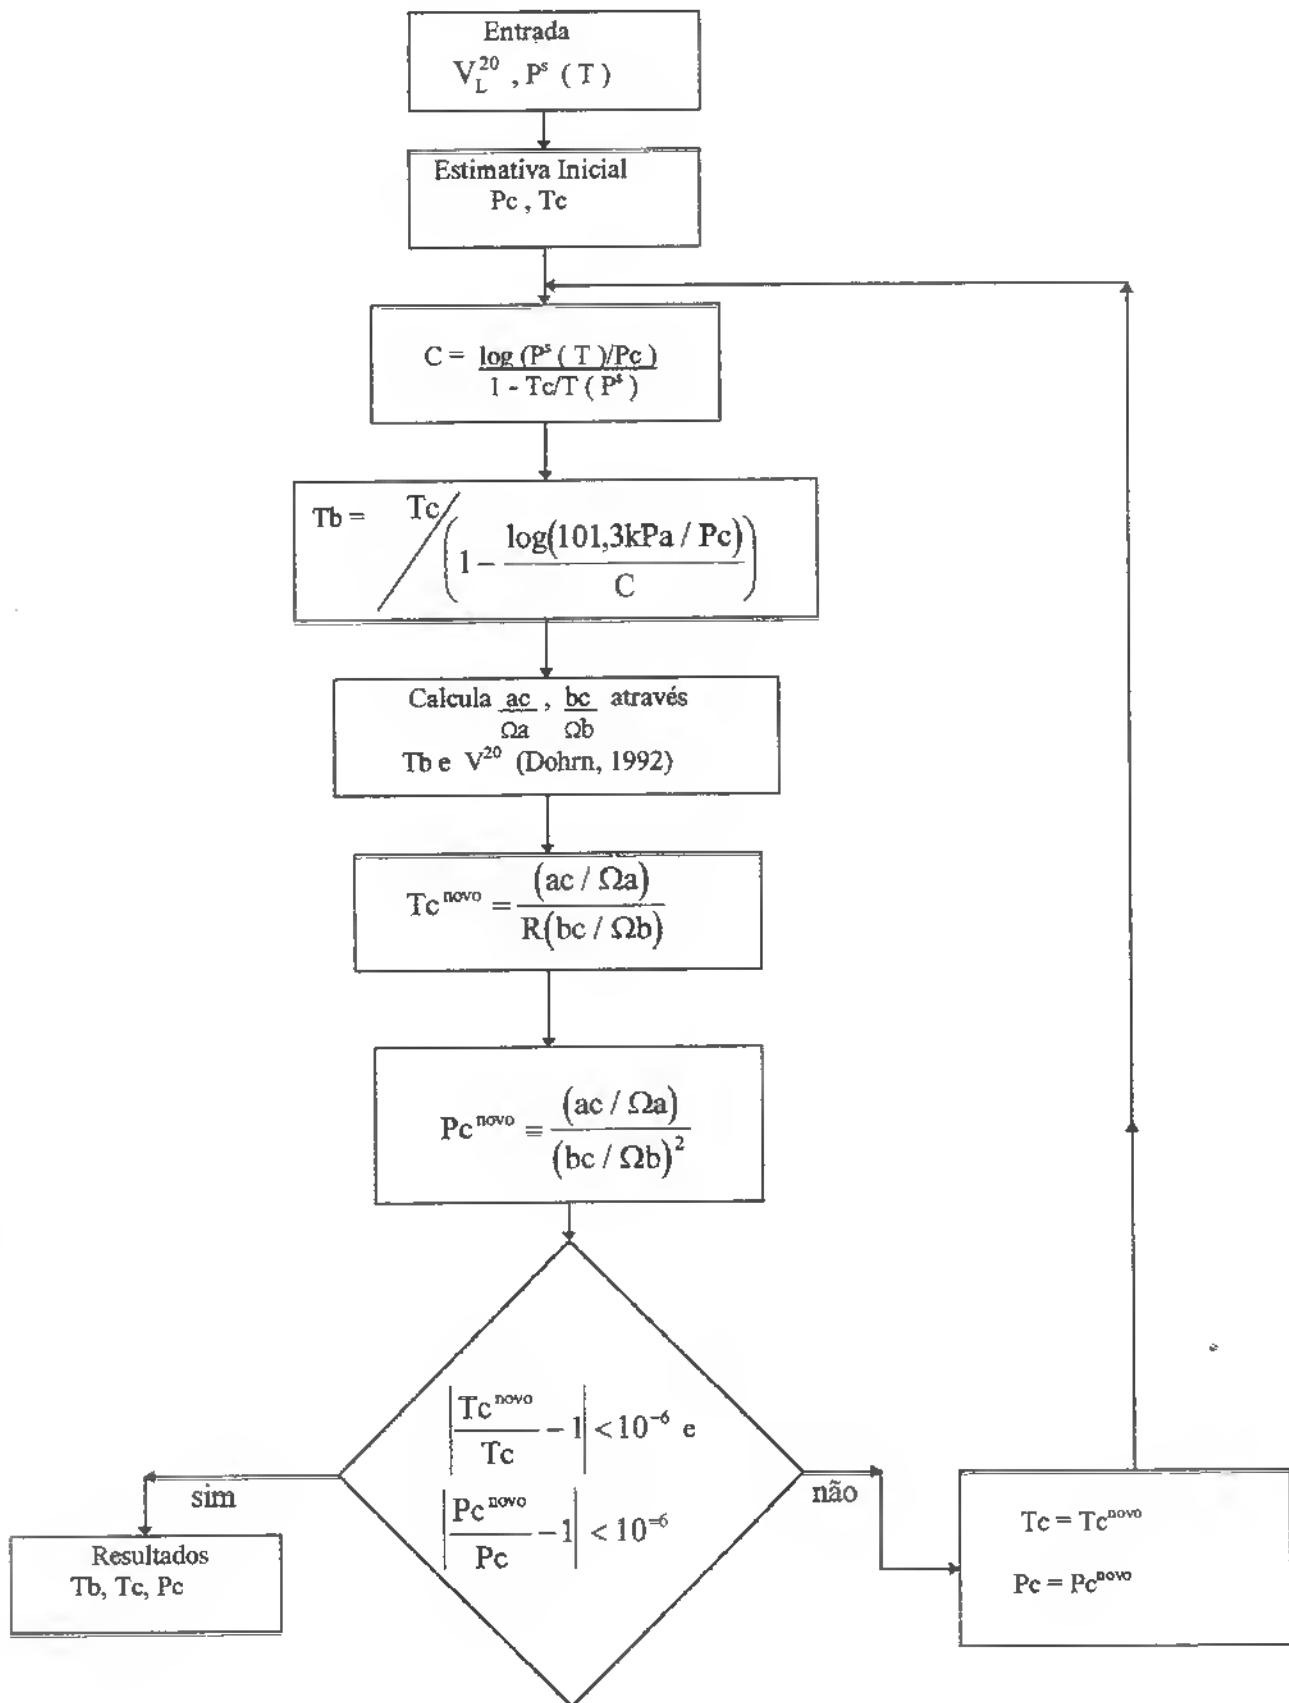 Entrada
V_L^20 , P^s ( T )
Estimativa Inicial
Pc , Tc
C = log (P^s ( T )/Pc ) / 1 - Tc/T ( P^s )
Tb = Tc / (1 - log(101,3kPa / Pc) / C)
Calcula ac/Ωa , bc/Ωb através
Tb e V^20 (Dohrn, 1992)
Tc^novo = (ac / Ωa) / R(bc / Ωb)
Pc^novo = (ac / Ωa) / (bc / Ωb)^2
|Tc^novo / Tc - 1| < 10^-6 e
|Pc^novo / Pc - 1| < 10^-6
sim
não
Resultados
Tb, Tc, Pc
Tc = Tc^novo
Pc = Pc^novo